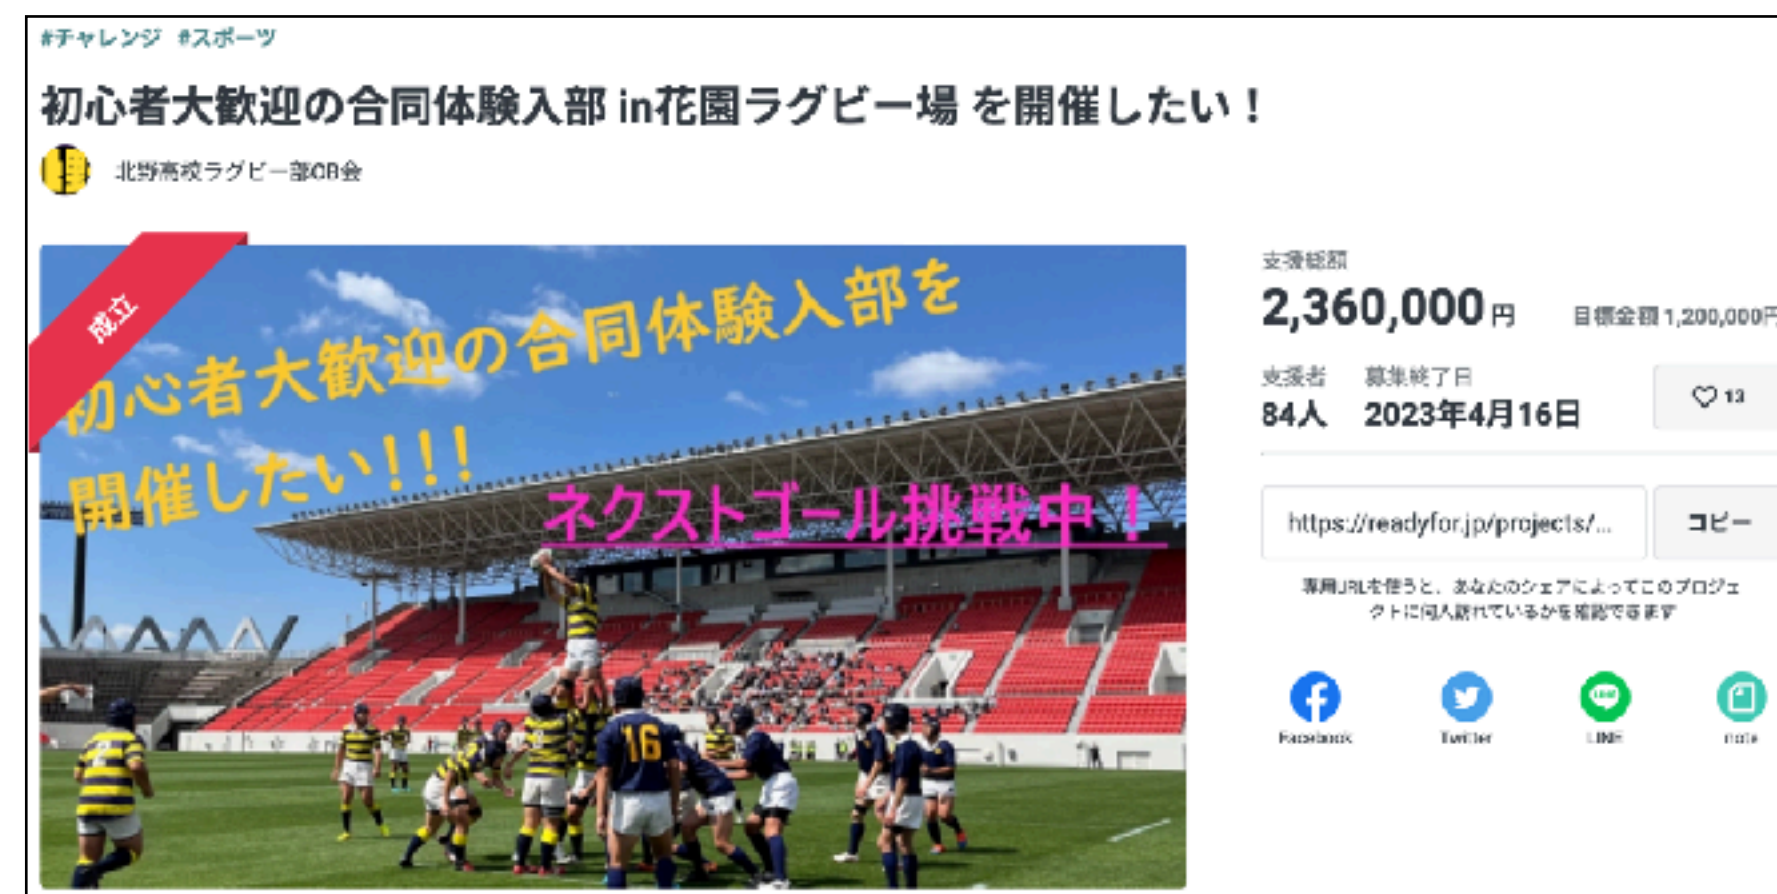 #チャレンジ #スポーツ
初心者大歓迎の合同体験入部 in花園ラグビー場 を開催したい！
北野高校ラグビー部OB会
成立
初心者大歓迎の合同体験入部を
開催したい!!!
ネクストゴール挑戦中！
16
2
支援総額
2,360,000円 目標金額 1,200,000円
支援者 募集終了日
84人 2023年4月16日
13
https://readyfor.jp/projects/... コピー
専用URLを使うと、あなたのシェアによってこのプロジェ
クトに何人訪れているかを確認できます
LINE
Facebook Twitter LINE note